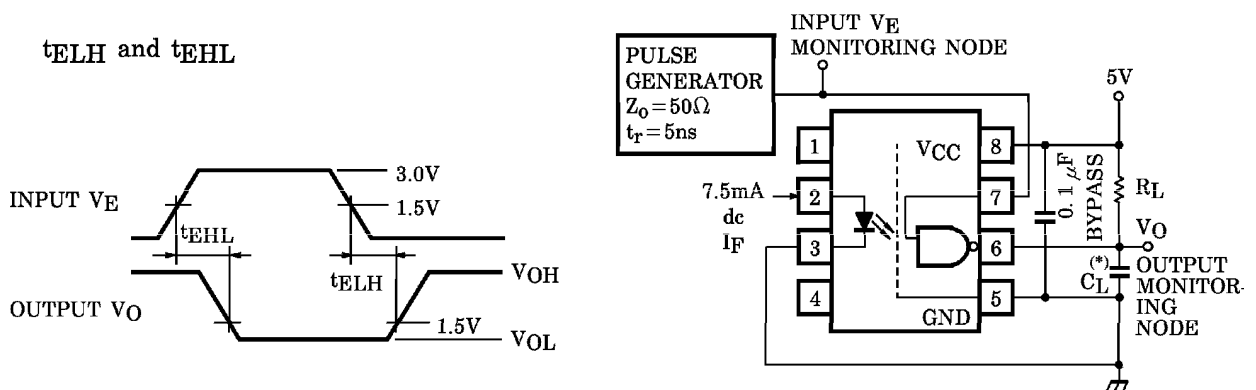 tELH and tEHL
INPUT VE
3.0V
1.5V
tEHL
tELH
VOH
OUTPUT VO
1.5V
VOL
INPUT VE
MONITORING NODE
PULSE
GENERATOR
Zo=50Ω
tr=5ns
5V
1
2
3
4
VCC
8
7
6
5
GND
7.5mA
dc
IF
0.1 μF
BYPASS
RL
VO
(*)
CL
OUTPUT
MONITOR-
ING
NODE